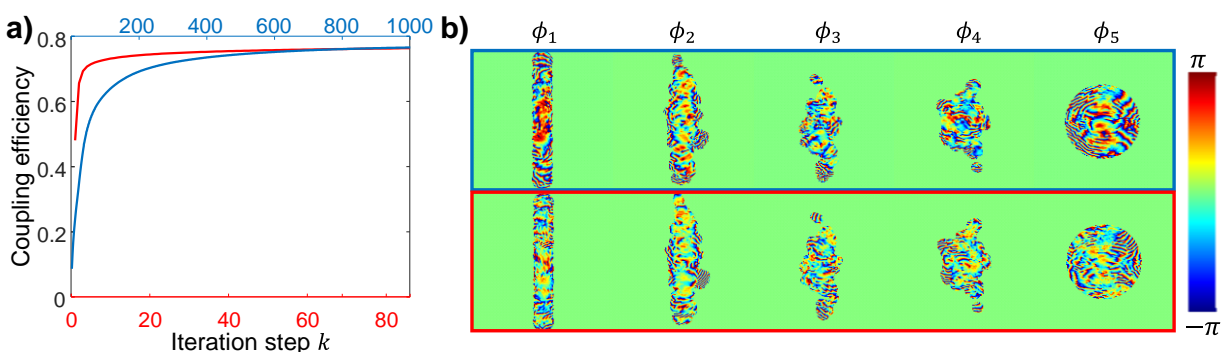 a)
200 400 600 800 1000
0.8
0.6
0.4
0.2
0
Coupling efficiency
0 20 40 60 80
Iteration step k
b)
ϕ1 ϕ2 ϕ3 ϕ4 ϕ5
π
−π